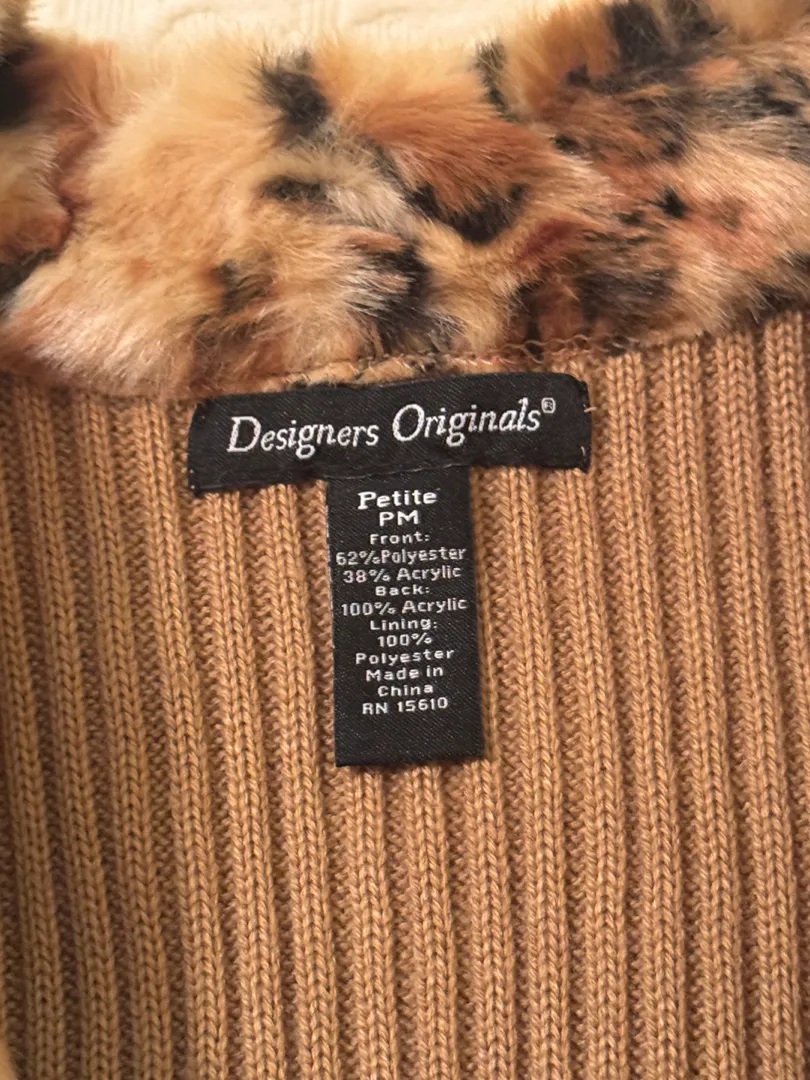 Designers Originals®
Petite
PM
Front:
62%Polyester
38% Acrylic
Back:
100% Acrylic
Lining:
100%
Polyester
Made in
China
RN 15610